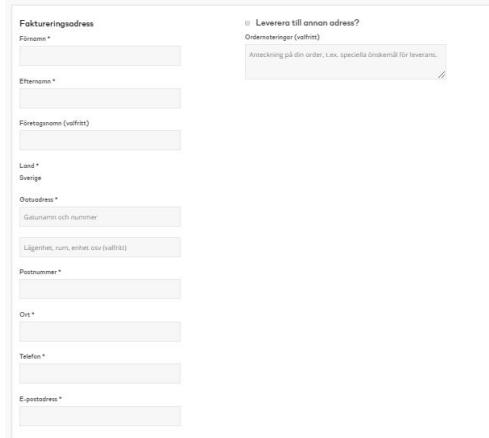 Faktureringsadress
Förnamn *
Efternamn *
Företagsnamn (valfritt)
Land *
Sverige
Gatuadress *
Gatunamn och nummer
Lägenhet, rum, enhet osv (valfritt)
Postnummer *
Ort *
Telefon *
E-postadress *
Leverera till annan adress?
Ordernoteringar (valfritt)
Anteckning på din order, t.ex. speciella önskemål för leverans.